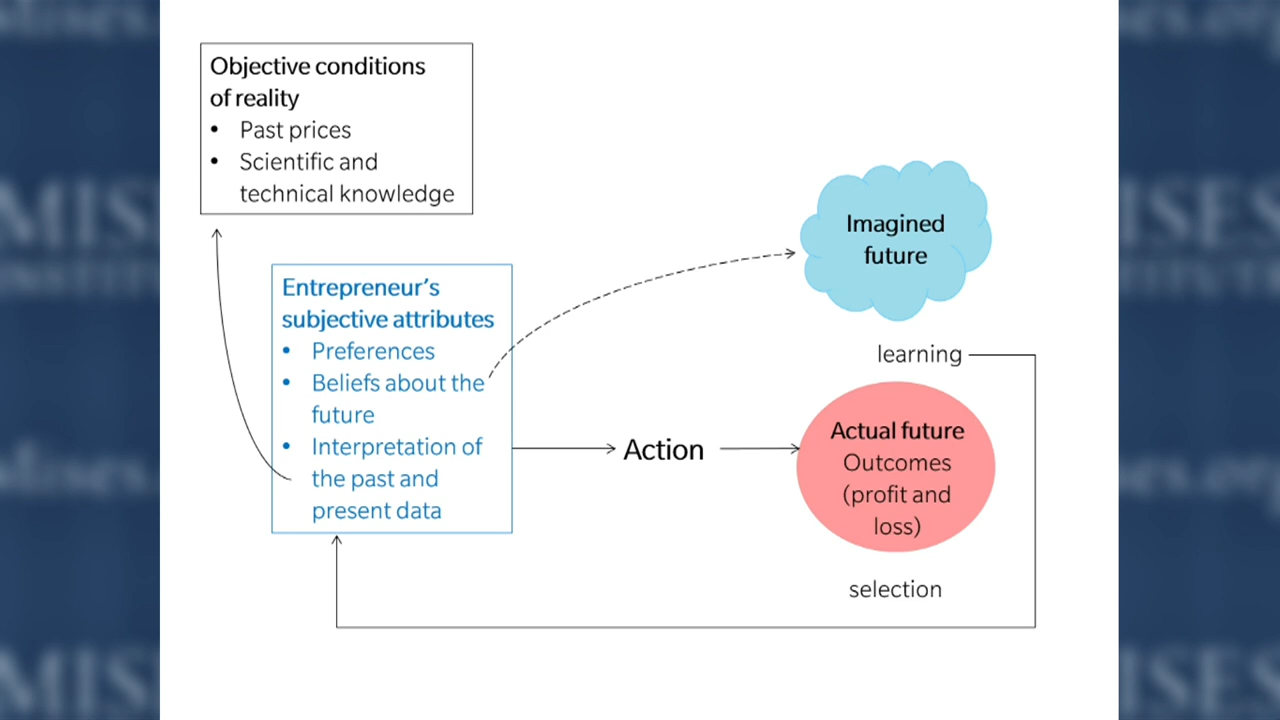 Objective conditions
of reality
• Past prices
• Scientific and
technical knowledge
Imagined
future
Entrepreneur's
subjective attributes
• Preferences
• Beliefs about the
future
• Interpretation of
the past and
present data
Action
learning
Actual future
Outcomes
(profit and
loss)
selection